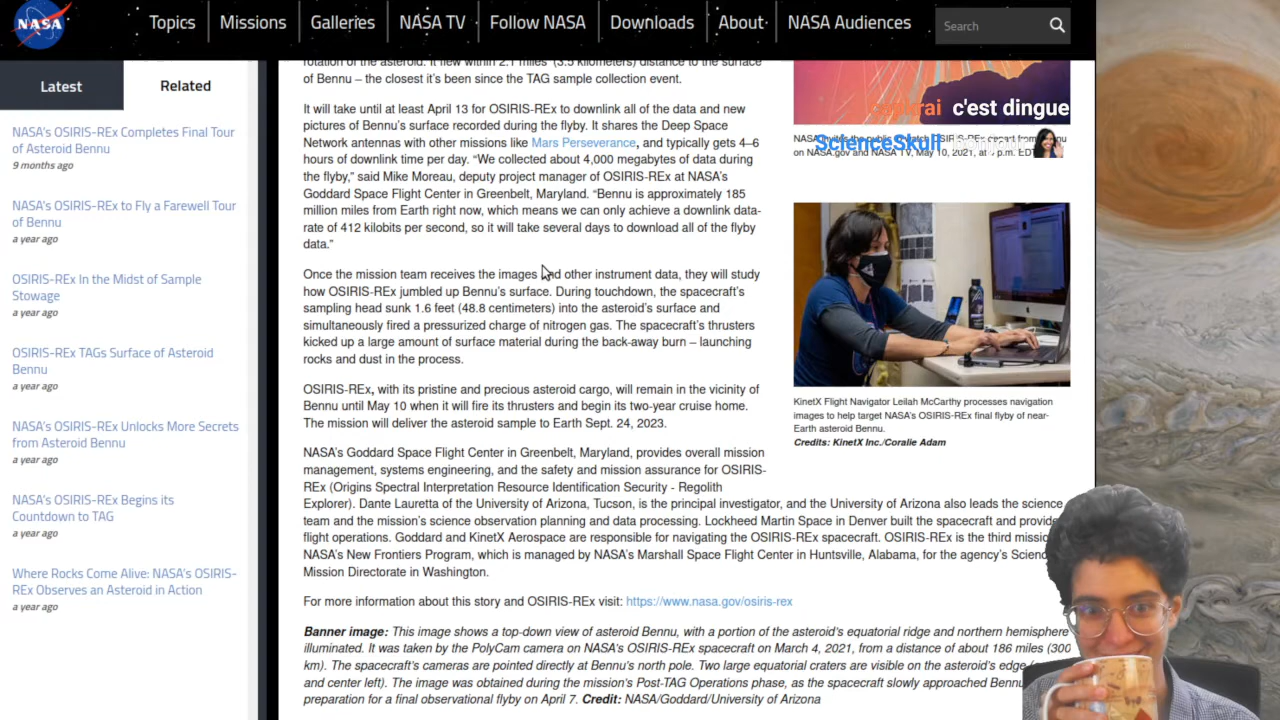 NASA
Topics
Missions
Galleries
NASA TV
Follow NASA
Downloads
About
NASA Audiences
Search
Latest
Related
NASA's OSIRIS-REx Completes Final Tour
of Asteroid Bennu
9 months ago
NASA's OSIRIS-REx to Fly a Farewell Tour
of Bennu
a year ago
OSIRIS-REx In the Midst of Sample
Stowage
a year ago
OSIRIS-REx TAGs Surface of Asteroid
Bennu
a year ago
NASA's OSIRIS-REx Unlocks More Secrets
from Asteroid Bennu
a year ago
NASA's OSIRIS-REx Begins its
Countdown to TAG
a year ago
Where Rocks Come Alive: NASA's OSIRIS-
REx Observes an Asteroid in Action
a year ago
rotation of the asteroid. It flew within 2.1 miles (3.5 kilometers) distance to the surface
of Bennu – the closest it's been since the TAG sample collection event.
It will take until at least April 13 for OSIRIS-REx to downlink all of the data and new
pictures of Bennu's surface recorded during the flyby. It shares the Deep Space
Network antennas with other missions like Mars Perseverance, and typically gets 4–6
hours of downlink time per day. “We collected about 4,000 megabytes of data during
the flyby,” said Mike Moreau, deputy project manager of OSIRIS-REx at NASA's
Goddard Space Flight Center in Greenbelt, Maryland. “Bennu is approximately 185
million miles from Earth right now, which means we can only achieve a downlink data-
rate of 412 kilobits per second, so it will take several days to download all of the flyby
data.”
Once the mission team receives the images and other instrument data, they will study
how OSIRIS-REx jumbled up Bennu's surface. During touchdown, the spacecraft's
sampling head sunk 1.6 feet (48.8 centimeters) into the asteroid's surface and
simultaneously fired a pressurized charge of nitrogen gas. The spacecraft's thrusters
kicked up a large amount of surface material during the back-away burn – launching
rocks and dust in the process.
OSIRIS-REx, with its pristine and precious asteroid cargo, will remain in the vicinity of
Bennu until May 10 when it will fire its thrusters and begin its two-year cruise home.
The mission will deliver the asteroid sample to Earth Sept. 24, 2023.
NASA's Goddard Space Flight Center in Greenbelt, Maryland, provides overall mission
management, systems engineering, and the safety and mission assurance for OSIRIS-
REx (Origins Spectral Interpretation Resource Identification Security - Regolith
Explorer). Dante Lauretta of the University of Arizona, Tucson, is the principal investigator, and the University of Arizona also leads the science
team and the mission's science observation planning and data processing. Lockheed Martin Space in Denver built the spacecraft and provide
flight operations. Goddard and KinetX Aerospace are responsible for navigating the OSIRIS-REx spacecraft. OSIRIS-REx is the third missio
NASA's New Frontiers Program, which is managed by NASA's Marshall Space Flight Center in Huntsville, Alabama, for the agency's Scienc
Mission Directorate in Washington.
For more information about this story and OSIRIS-REx visit: https://www.nasa.gov/osiris-rex
Banner image: This image shows a top-down view of asteroid Bennu, with a portion of the asteroid's equatorial ridge and northern hemisphere
illuminated. It was taken by the PolyCam camera on NASA's OSIRIS-REx spacecraft on March 4, 2021, from a distance of about 186 miles (300
km). The spacecraft's cameras are pointed directly at Bennu's north pole. Two large equatorial craters are visible on the asteroid's edge
and center left). The image was obtained during the mission's Post-TAG Operations phase, as the spacecraft slowly approached Bennu
preparation for a final observational flyby on April 7. Credit: NASA/Goddard/University of Arizona
c'est dingue
ScienceSkull
NASA invites the public to watch OSIRIS-REx depart from
on NASA.gov and NASA TV, May 10, 2021, at p.m. EDT
KinetX Flight Navigator Leilah McCarthy processes navigation
images to help target NASA's OSIRIS-REx final flyby of near-
Earth asteroid Bennu.
Credits: KinetX Inc./Coralie Adam